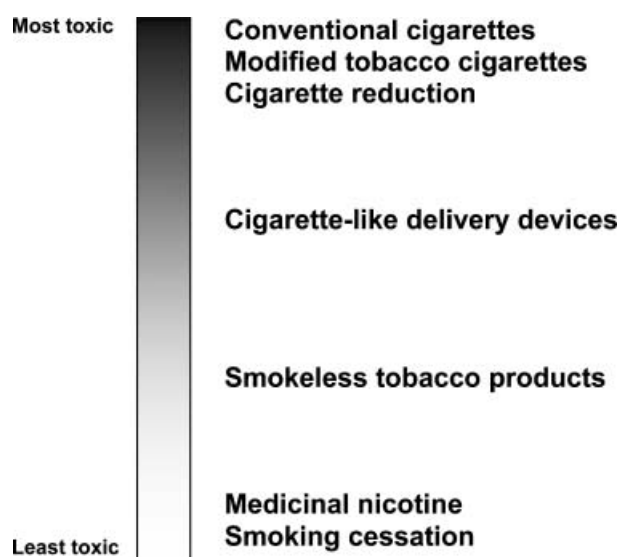 Most toxic
Conventional cigarettes
Modified tobacco cigarettes
Cigarette reduction
Cigarette-like delivery devices
Smokeless tobacco products
Medicinal nicotine
Smoking cessation
Least toxic